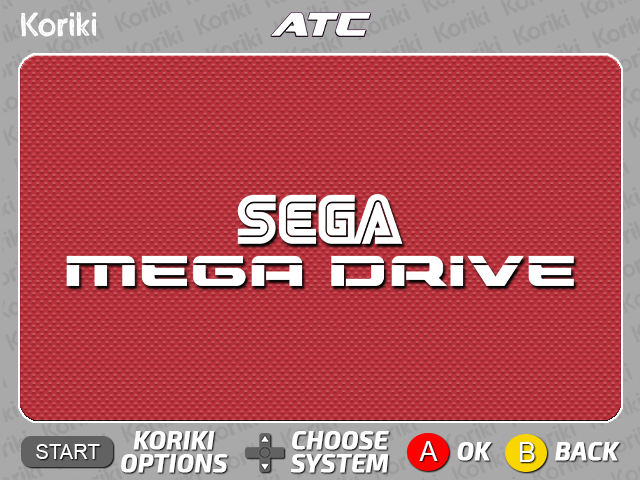 Koriki
ATC
SEGA
MEGA DRIVE
START
KORIKI
OPTIONS
CHOOSE
SYSTEM
A OK
B BACK